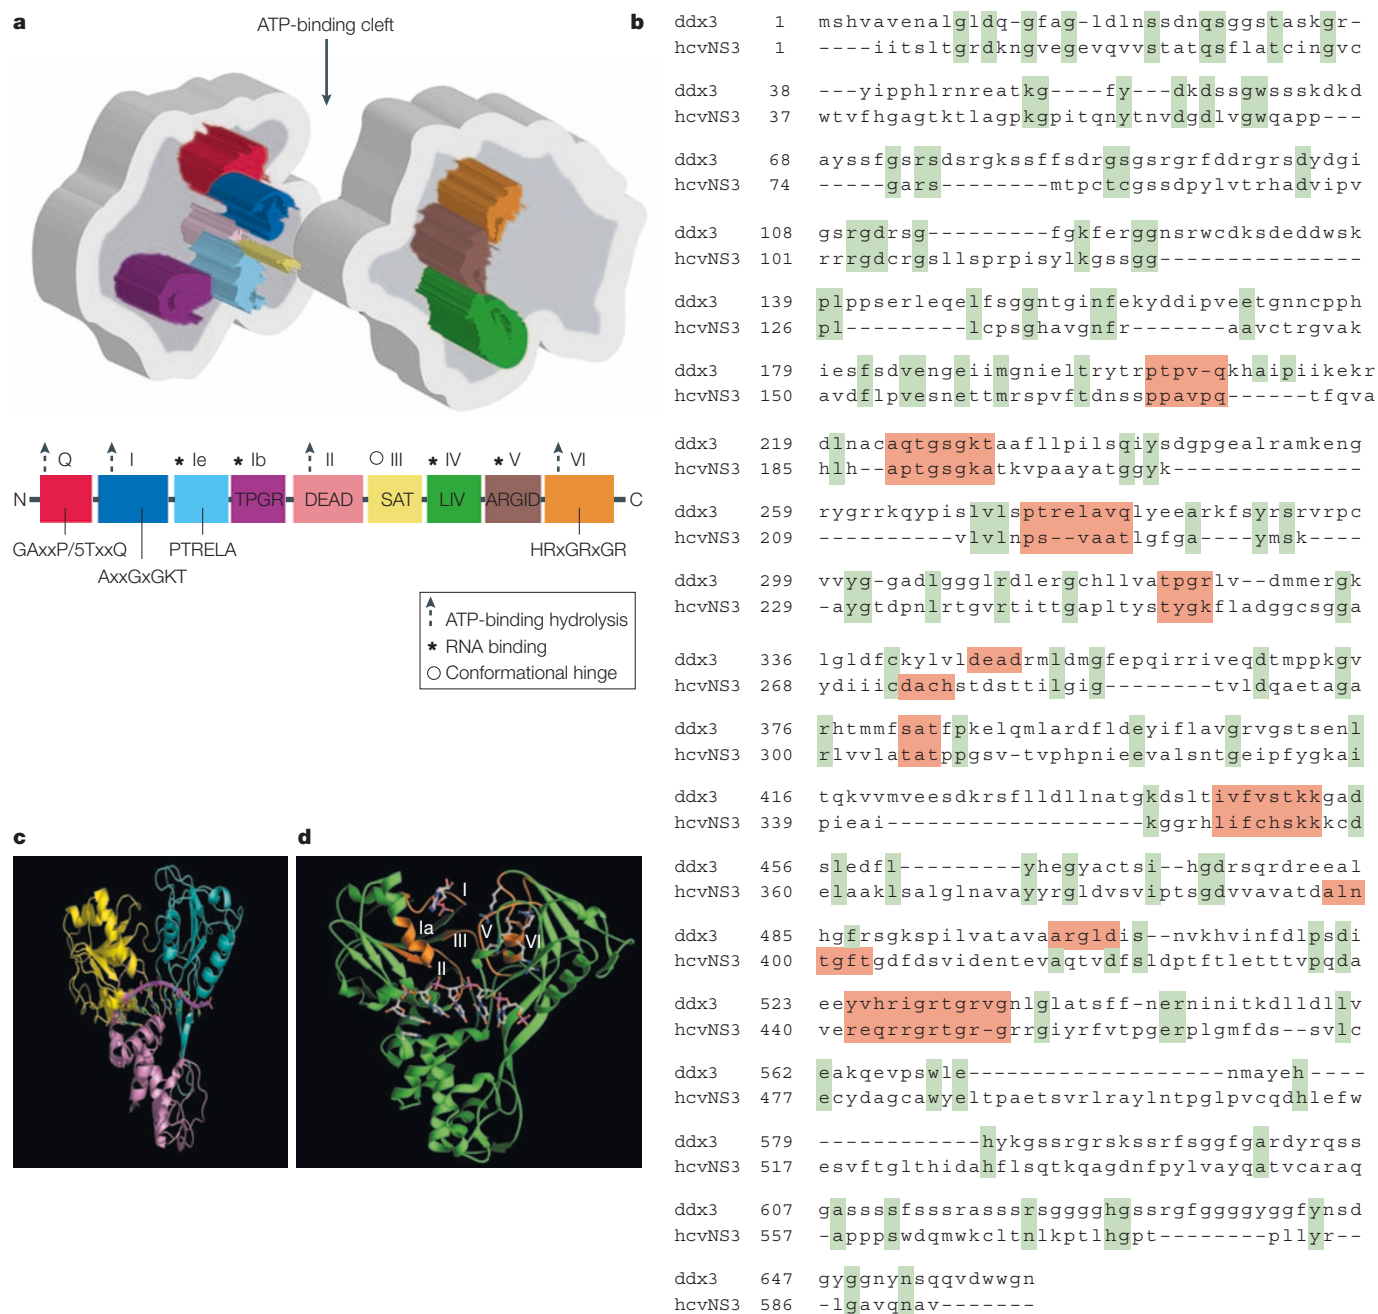 a
ATP-binding cleft
Q
I
* Ie
* Ib
II
III
* IV
* V
VI
N
TPGR
DEAD
SAT
LIV
ARGID
C
GAxxP/5TxxQ
PTRELA
HRxGRxGR
AxxGxGKT
ATP-binding hydrolysis
* RNA binding
Conformational hinge
b
ddx3 1 mshvavenalgldq-gfag-ldlnssdnqsggstaskgr-
hcvNS3 1 ----iitsltgrdkngvegevqvvstatqsflatcingvc
ddx3 38 ---yipphlrnreatkg----fy---dkdssgwssskdkd
hcvNS3 37 wtvfhgagtktlagpkgpitqnytnvdgdlvgwqapp---
ddx3 68 ayssfgsrsdsrgkssffsdrgsgsrgrfddrgrsdydgi
hcvNS3 74 -----gars--------mtpctcgssdpylvtrhadvipv
ddx3 108 gsrgdrsg---------fgkferggnsrwcdksdeddwsk
hcvNS3 101 rrrgdcrgsllsprpisylkgssgg---------------
ddx3 139 plppserleqelfsggntginfekyddipveetgnncpph
hcvNS3 126 pl---------lcpsghavgnfr-------aavctrgvak
ddx3 179 iesfsdvengeiimgnieltrytrptpv-qkhaipiikekr
hcvNS3 150 avdflpvesnettmrspvftdnssppavpq------tfqva
ddx3 219 dlnacaqtgsgktaafllpilsqiysdgpgealramkeng
hcvNS3 185 hlh--aptgsgkatkvpaayatggyk--------------
ddx3 259 rygrrkqypislvlsptrelavqlyeearkfsyrsrvrpc
hcvNS3 209 ----------vlvlnps--vaatlgfga----ymsk----
ddx3 299 vvyg-gadlggglrdlergchllvatpgrlv--dmmergk
hcvNS3 229 -aygtdpnlrtgvrtittgapltystygkfladggcsgga
ddx3 336 lgldfckylvldeadrmldmgfepqirriveqdtmppkgv
hcvNS3 268 ydiiicdachstdsttilgig--------tvldqaetaga
ddx3 376 rhtmmfsatfpkelqmlardfldeyiflavgrvgstsenl
hcvNS3 300 rlvvlatatppgsv-tvphpnieevalsntgeipfygkai
ddx3 416 tqkvvmveesdkrsflldllnatgkdsltivfvstkkgad
hcvNS3 339 pieai-------------------kggrhlifchskkkcd
ddx3 456 sledfl---------yhegyactsi--hgdrsqrdreeal
hcvNS3 360 elaaklsalglnavayyrgldvsviptsgdvvavatdaln
ddx3 485 hgfrsgkspilvatavaargldis--nvkhvinfdlpsdi
hcvNS3 400 tgftgdfdsvidentevaqtvdfsldptftletttvpqda
ddx3 523 eeyvhrigrtgrvgnlglatsff-nerninitkdlldllv
hcvNS3 440 vereqrrgrtgr-grrgiyrfvtpgerplgmfds--svlc
ddx3 562 eakqevpswle-------------------nmayeh----
hcvNS3 477 ecydagcawyeltpaetsvrlraylntpglpvcqdhlefw
ddx3 579 ------------hykgssrgrskssrfsggfgardyrqss
hcvNS3 517 esvftglthidahflsqtkqagdnfpylvayqatvcaraq
ddx3 607 gassssfsssrasssrsggggHgssrgfggggyggfynsd
hcvNS3 557 -apppswdqmwkcltnlkptlhgpt--------pllyr--
ddx3 647 gyggnynsqqvdwwgn
hcvNS3 586 -lgavqnav-------
c
d
I
Ia
III
V
VI
II